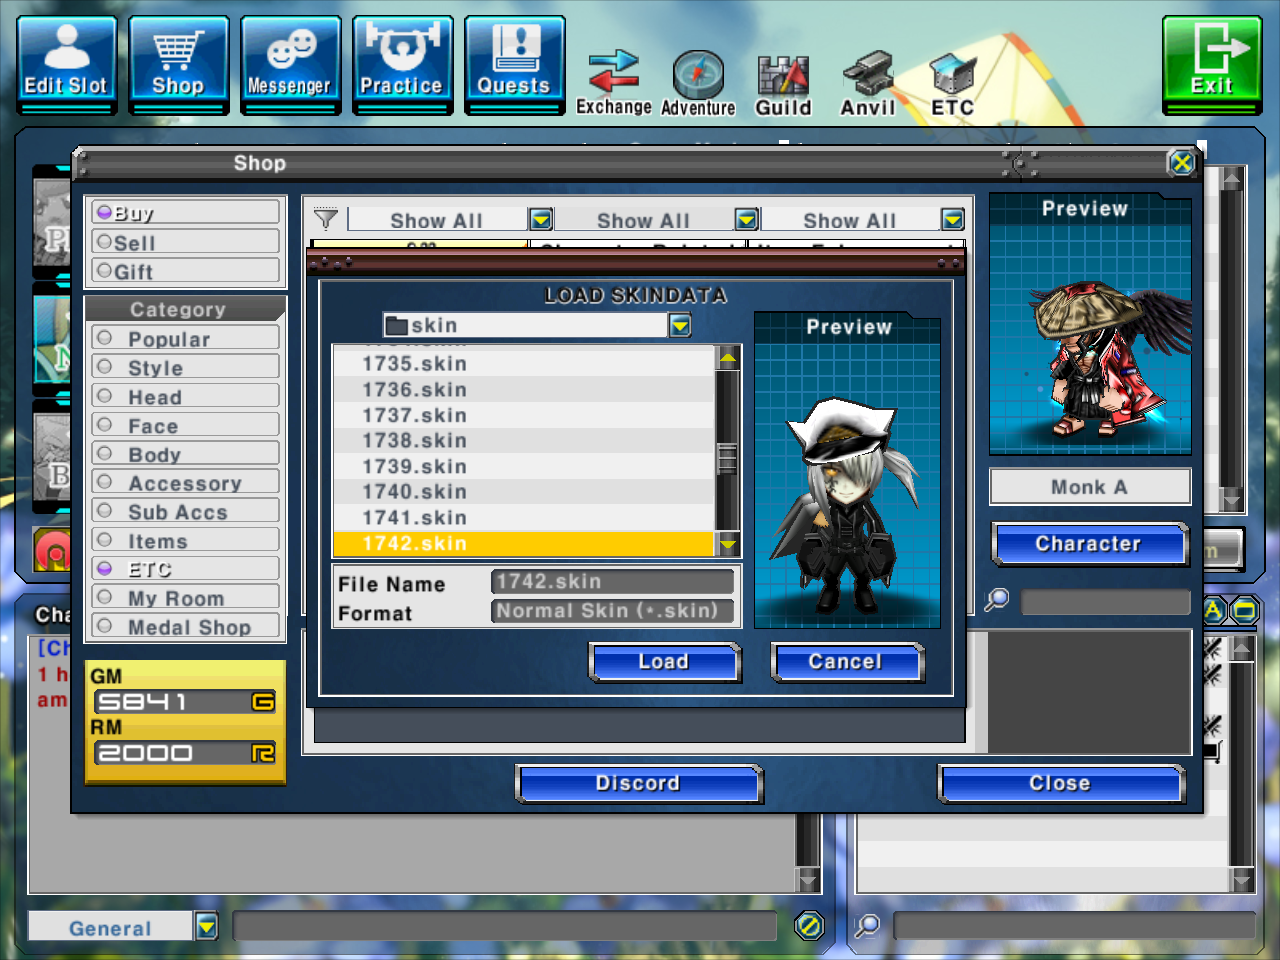 Edit Slot
Shop
Messenger
Practice
Quests
Exchange
Adventure
Guild
Anvil
ETC
Exit
Shop
Buy
Sell
Gift
Category
Popular
Style
Head
Face
Body
Accessory
Sub Accs
Items
ETC
My Room
Medal Shop
GM
5841 G
RM
2000 R
Show All
Show All
Show All
LOAD SKINDATA
skin
1735.skin
1736.skin
1737.skin
1738.skin
1739.skin
1740.skin
1741.skin
1742.skin
File Name
1742.skin
Format
Normal Skin (*.skin)
Preview
Load
Cancel
Preview
Monk A
Character
Discord
Close
Cha
[Ch
1 h
am
General